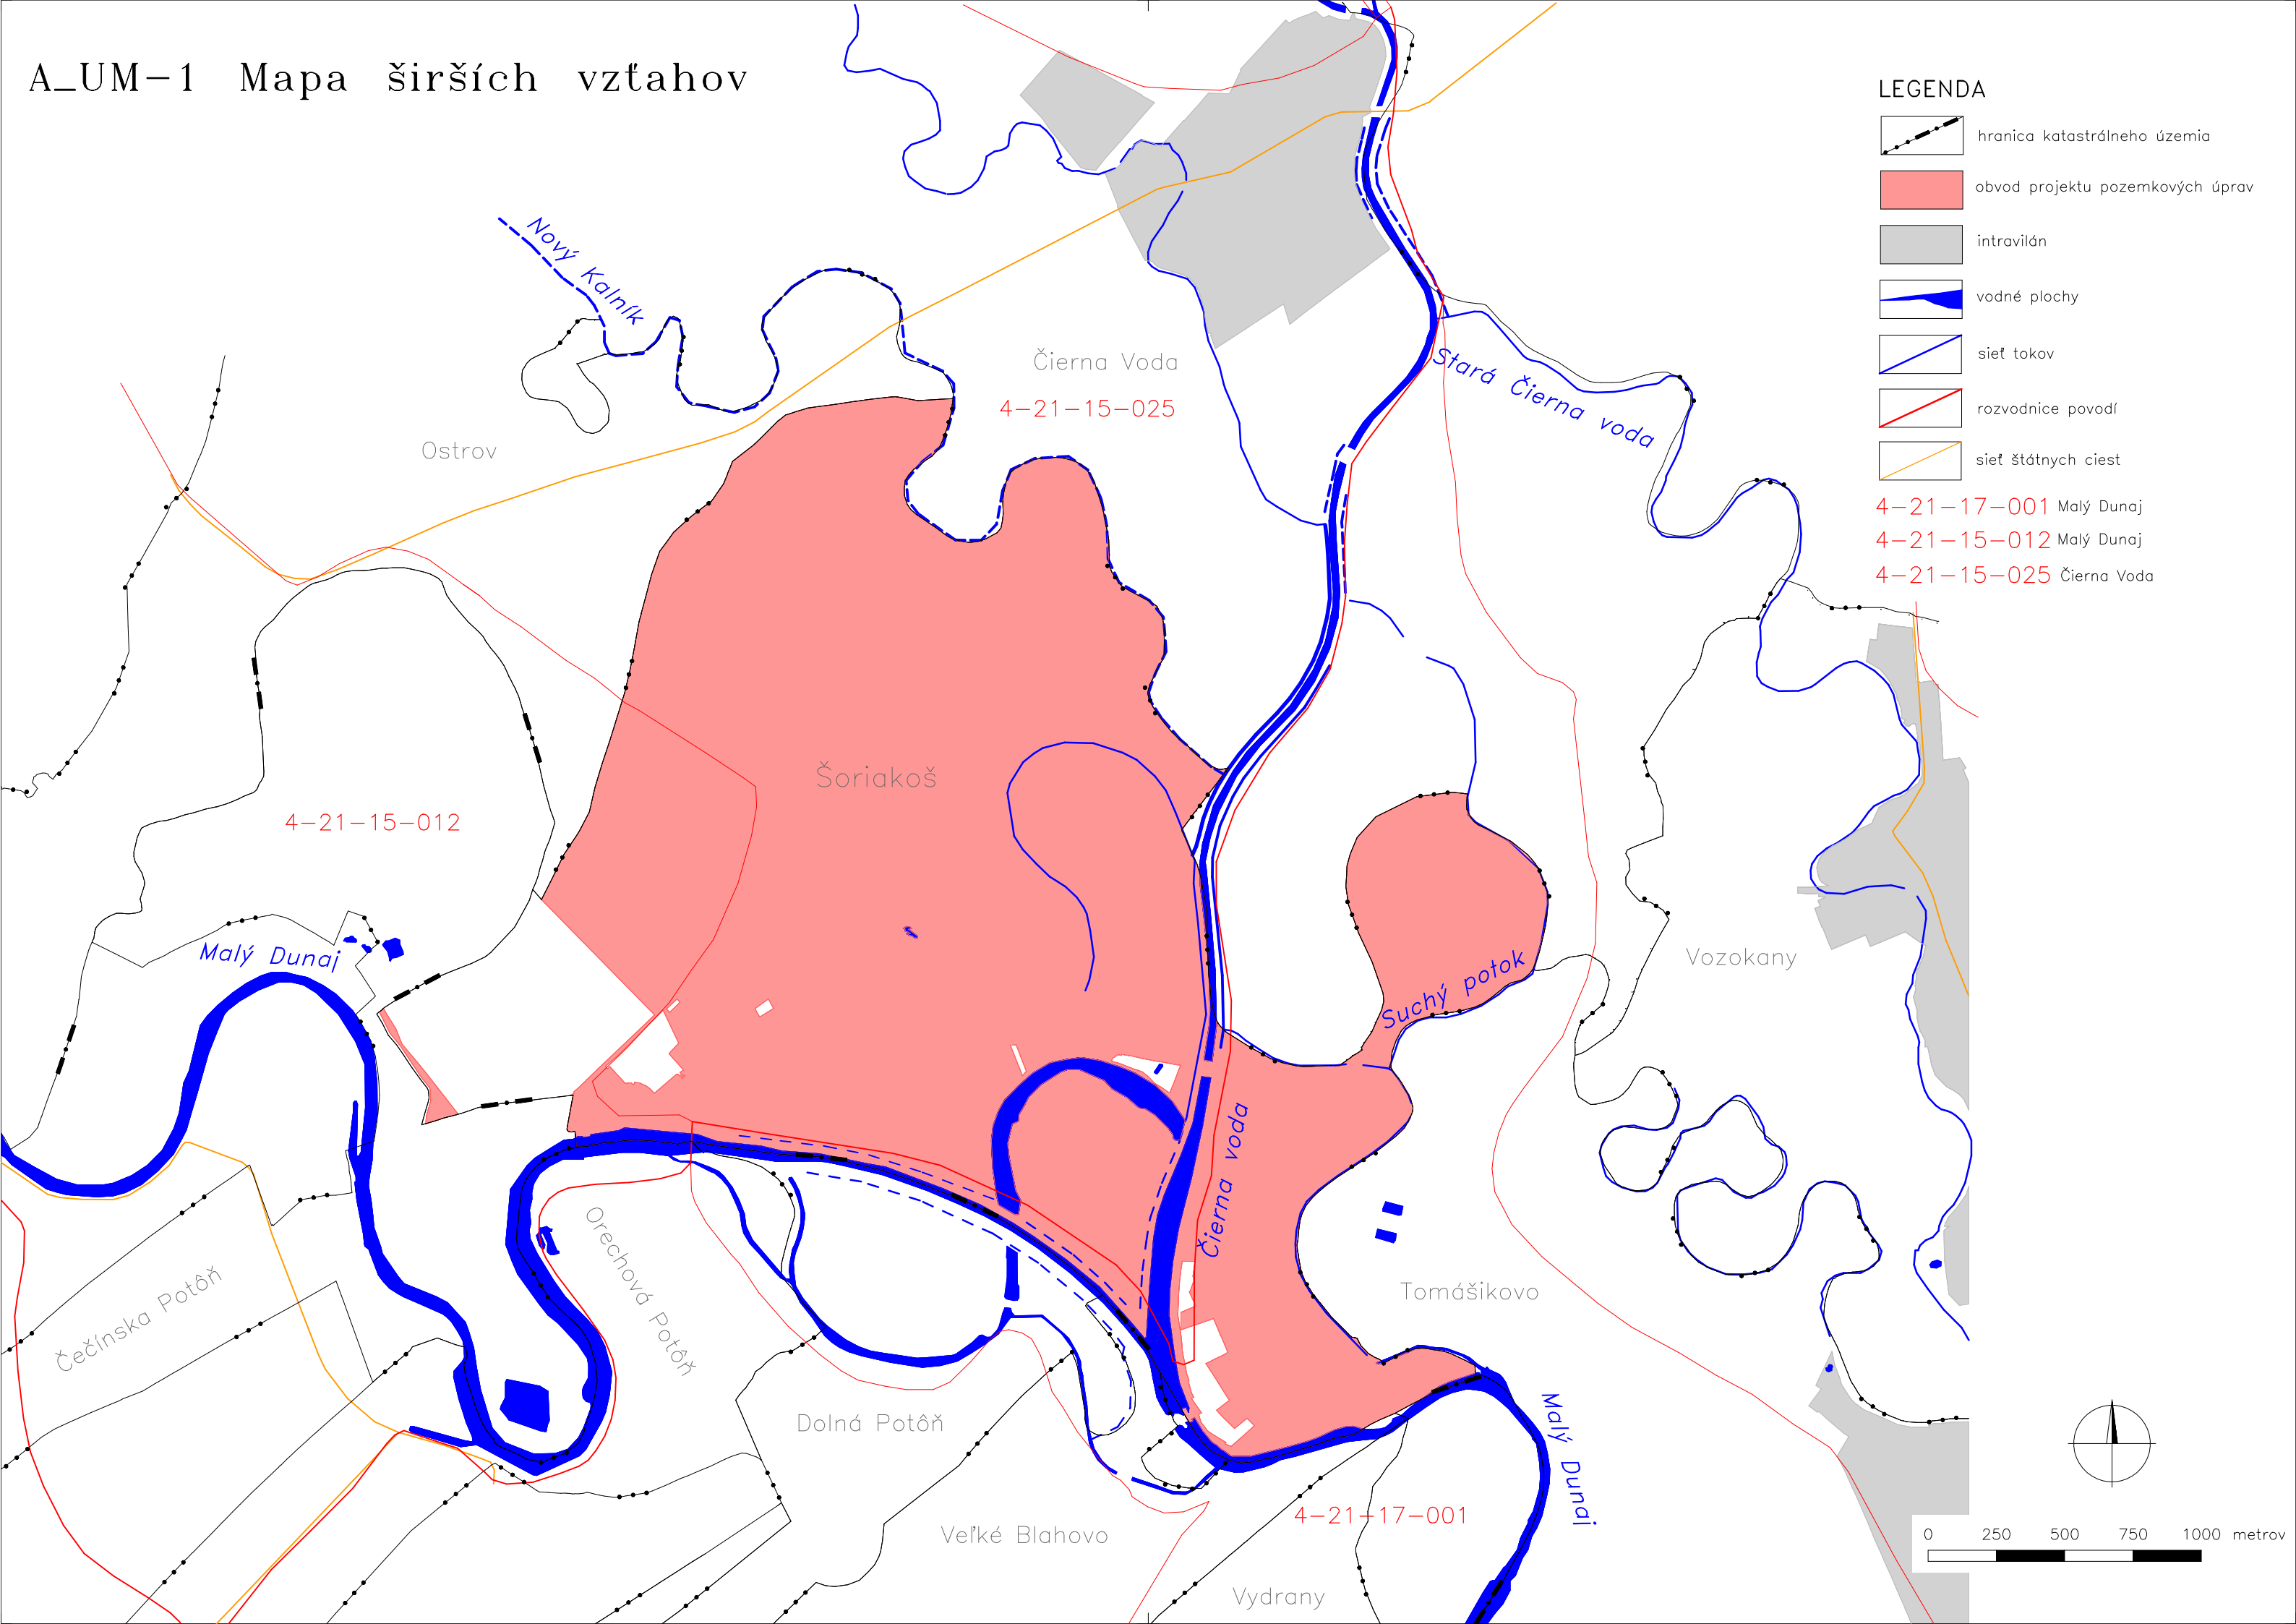 A_UM-1 Mapa širších vzťahov
LEGENDA
hranica katastrálneho územia
obvod projektu pozemkových úprav
intravilán
vodné plochy
sieť tokov
rozvodnice povodí
sieť štátnych ciest
4-21-17-001 Malý Dunaj
4-21-15-012 Malý Dunaj
4-21-15-025 Čierna Voda
Nový Kalník
Čierna Voda
4-21-15-025
Stará Čierna voda
Ostrov
Šoriakoš
4-21-15-012
Malý Dunaj
Suchý potok
Vozokany
Čierna voda
Orechová Potôň
Čečínska Potôň
Tomášikovo
Dolná Potôň
Malý Dunaj
4-21-17-001
Veľké Blahovo
Vydrany
0 250 500 750 1000 metrov